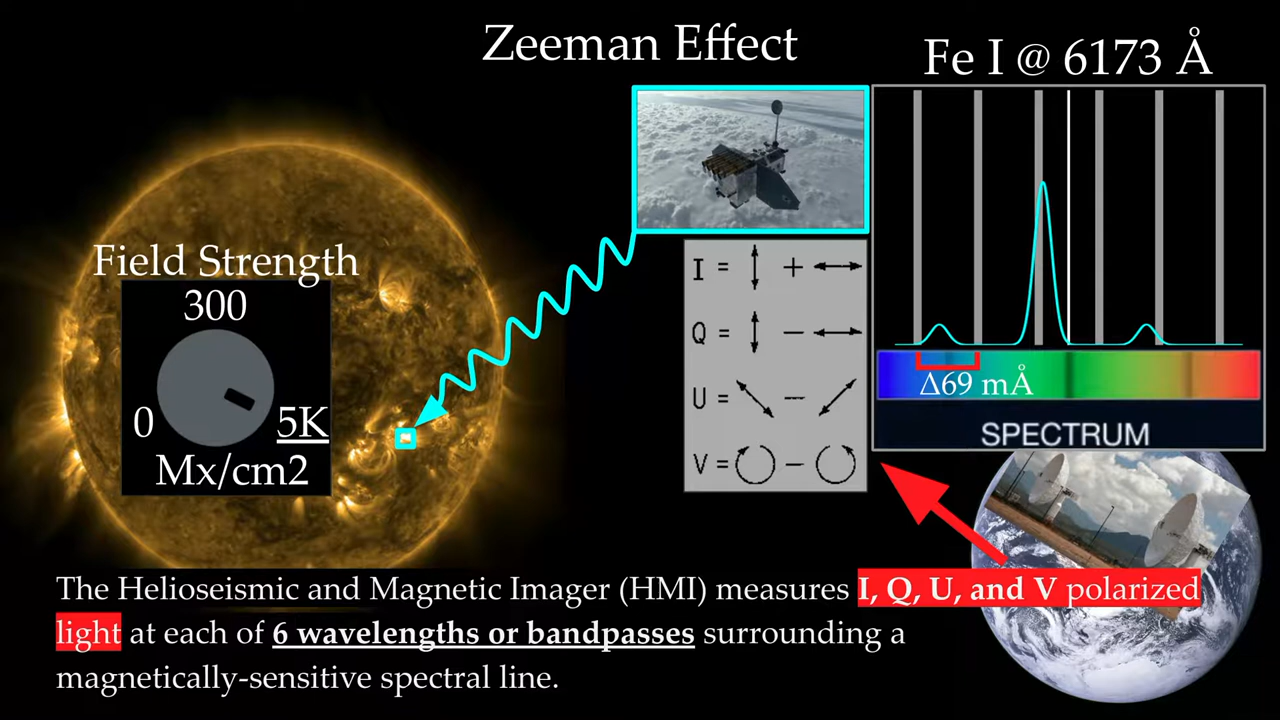 Zeeman Effect
Fe I @ 6173 Å
Field Strength
300
0
5K
Mx/cm2
I = ↕ + ↔
Q = ↕ − ↔
U = ⤡ − ⤢
V = ↻ − ↺
Δ69 mÅ
SPECTRUM
The Helioseismic and Magnetic Imager (HMI) measures I, Q, U, and V polarized
light at each of 6 wavelengths or bandpasses surrounding a
magnetically-sensitive spectral line.